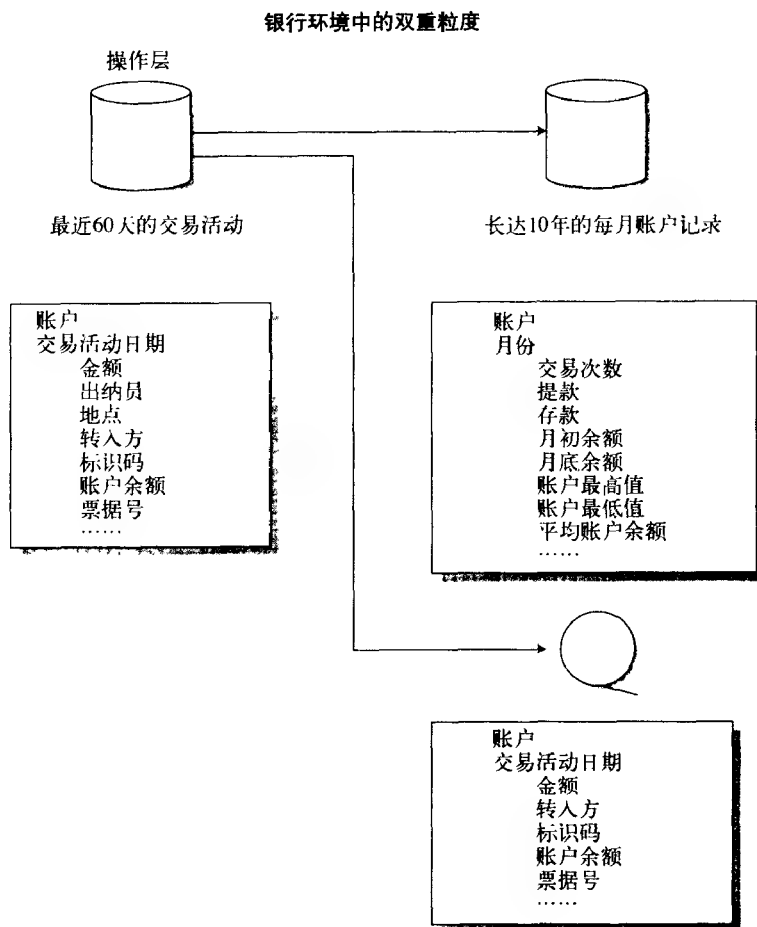 银行环境中的双重粒度
操作层
最近60天的交易活动
长达10年的每月账户记录
账户
交易活动日期
金额
出纳员
地点
转入方
标识码
账户余额
票据号
……
账户
月份
交易次数
提款
存款
月初余额
月底余额
账户最高值
账户最低值
平均账户余额
……
账户
交易活动日期
金额
转入方
标识码
账户余额
票据号
……